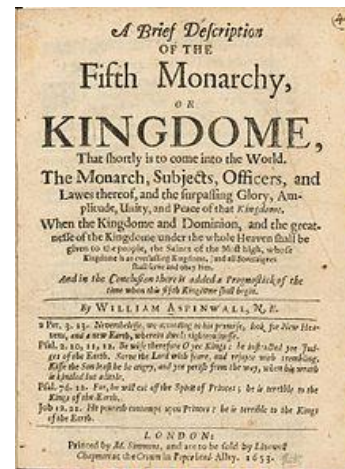 A Brief Description
OF THE
Fifth Monarchy,
OR
KINGDOME,
That shortly is to come into the World.
The Monarch, Subjects, Officers, and
Lawes thereof, and the surpassing Glory, Am-
plitude, Unity, and Peace of that Kingdome.
When the Kingdome and Dominion, and the great-
nesse of the Kingdome under the whole Heaven shall be
given to the people, the Saints of the Most high, whose
Kingdome is an everlasting Kingdome, and all Soveraignes
shall serve and obey him.
And in the Conclusion there is added a Prognostick of the
time when this fifth Kingdome shall begin.
By WILLIAM ASPINWALL, N.E.
2 Pet. 3. 13. Neverthelesse, we according to his promise, look for New Hea-
vens, and a new Earth, wherein dwels righteousnesse.
Psal. 2. 10, 11, 12. Be wise therefore O yee Kings: be instructed yee Jud-
ges of the Earth. Serve the Lord with feare, and rejoyce with trembling.
Kisse the Son least he be angry, and yee perish from the way, when his wrath
is kindled but a little.
Psal. 76. 12. For, he will cut off the Spirit of Princes: he is terrible to the
Kings of the Earth.
Job 12. 21. He poureth contempt upon Princes: he is terrible to the Kings
of the Earth.
LONDON:
Printed by M. Simmons, and are to be sold by Livewell
Chapman at the Crown in Popes head-Alley. 1653.